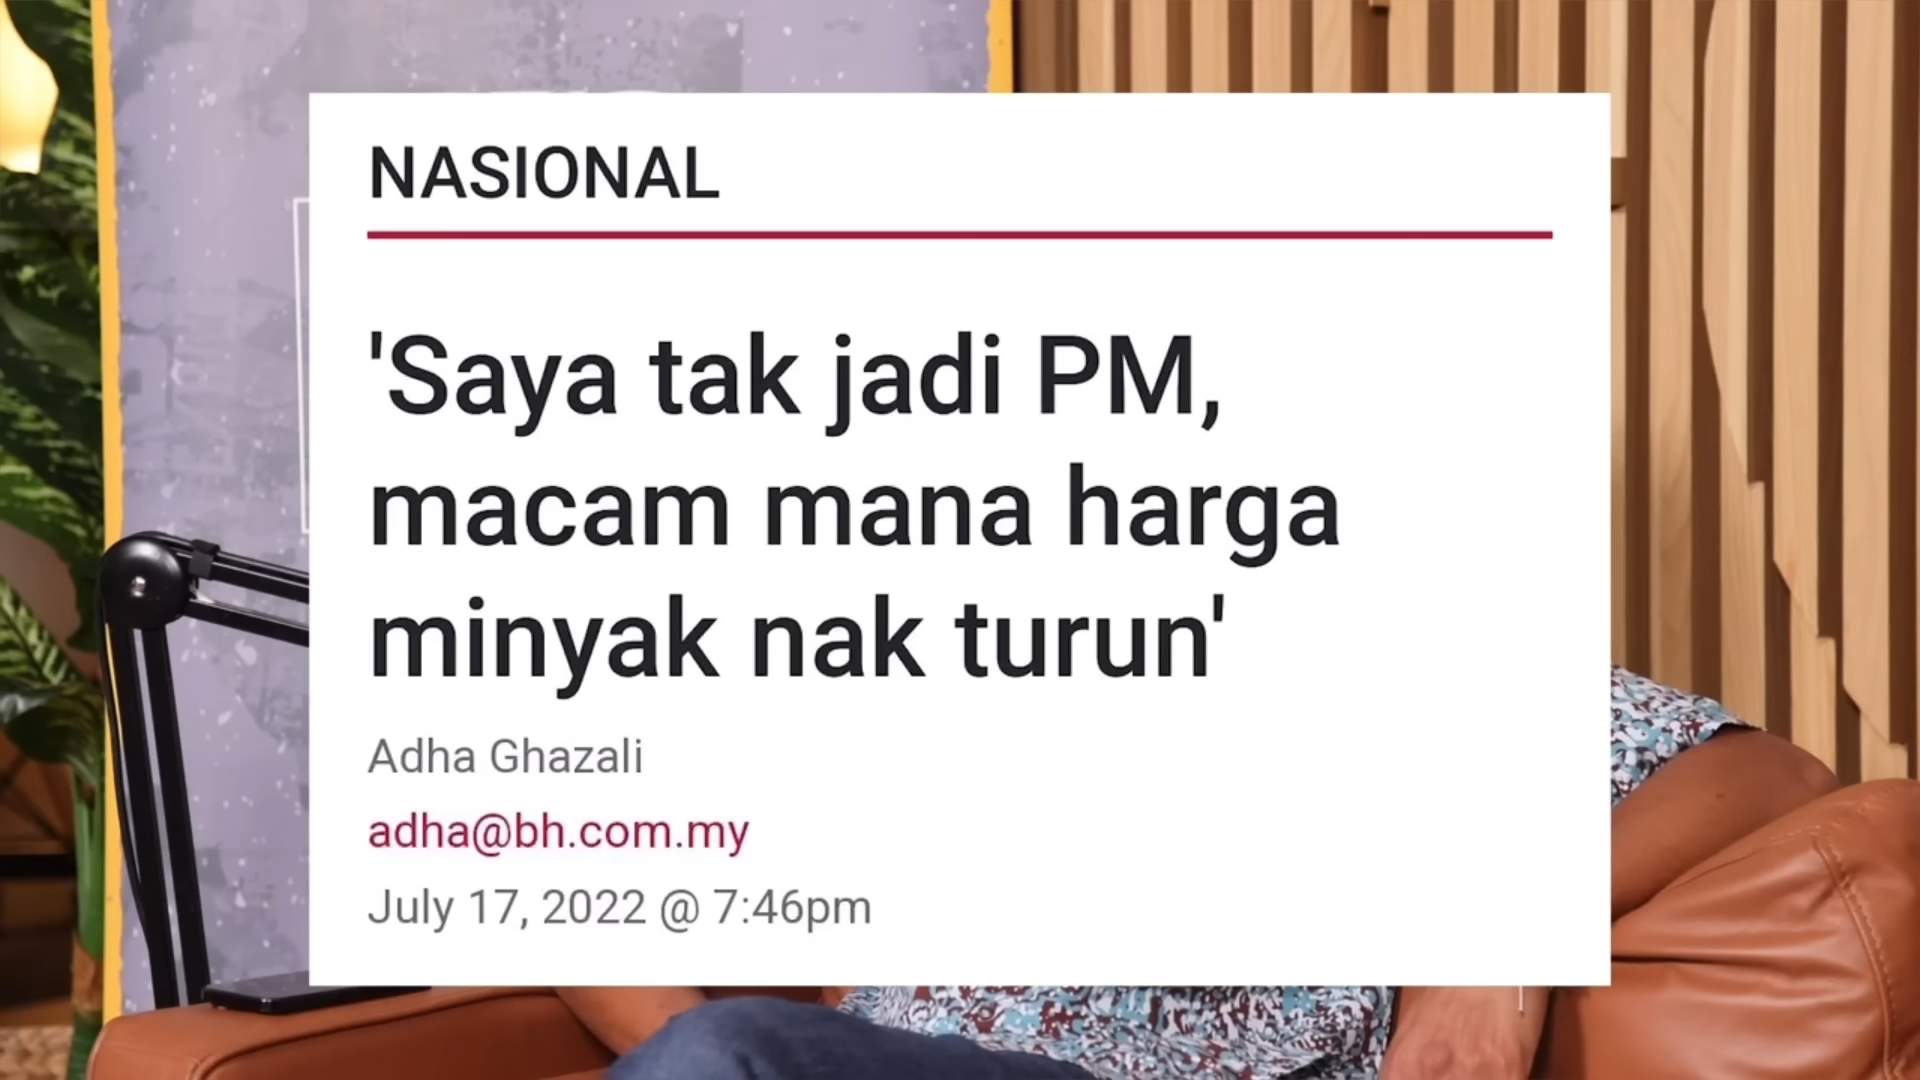 NASIONAL
'Saya tak jadi PM,
macam mana harga
minyak nak turun'
Adha Ghazali
adha@bh.com.my
July 17, 2022 @ 7:46pm